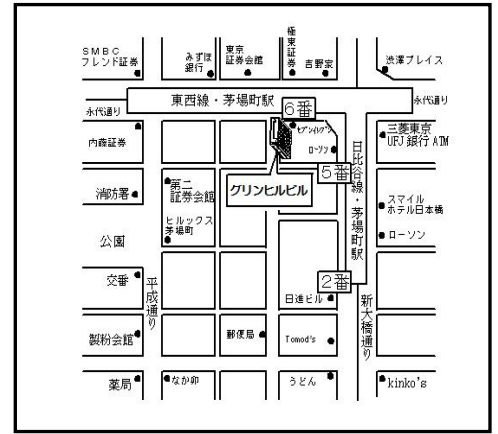 SMBC
フレンド証券
みずほ
銀行
東京
証券会館
極東証券
吉野家
渋澤プレイス
永代通り
東西線・茅場町駅
6番
永代通り
内藤証券
セブンイレブン
ローソン
三菱東京
UFJ銀行ATM
5番
日比谷線・茅場町駅
消防署
第二
証券会館
グリンヒルビル
スマイル
ホテル日本橋
ヒルックス
茅場町
ローソン
公園
2番
交番
平成通り
日進ビル
新大橋通り
製粉会館
郵便局
Tomod's
薬局
なか卯
うどん
kinko's